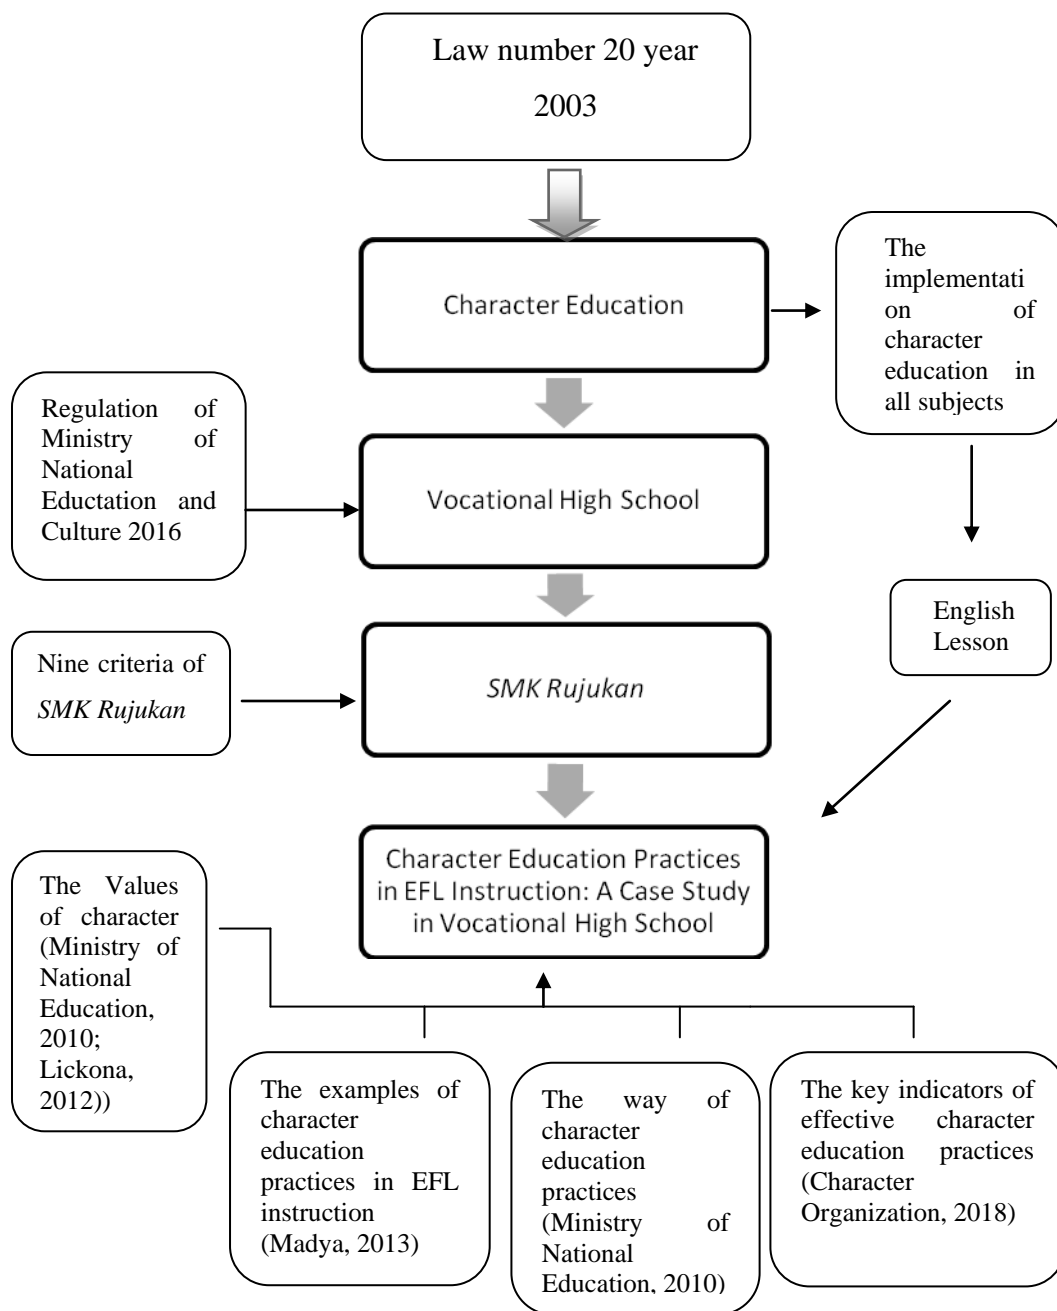 Law number 20 year
2003
Character Education
The
implementati
on of
character
education in
all subjects
Regulation of
Ministry of
National
Eductation and
Culture 2016
Vocational High School
English
Lesson
Nine criteria of
SMK Rujukan
SMK Rujukan
Character Education Practices
in EFL Instruction: A Case Study
in Vocational High School
The Values
of character
(Ministry of
National
Education,
2010;
Lickona,
2012))
The examples of
character
education
practices in EFL
instruction
(Madya, 2013)
The way of
character
education
practices
(Ministry of
National
Education, 2010)
The key indicators of
effective character
education practices
(Character
Organization, 2018)